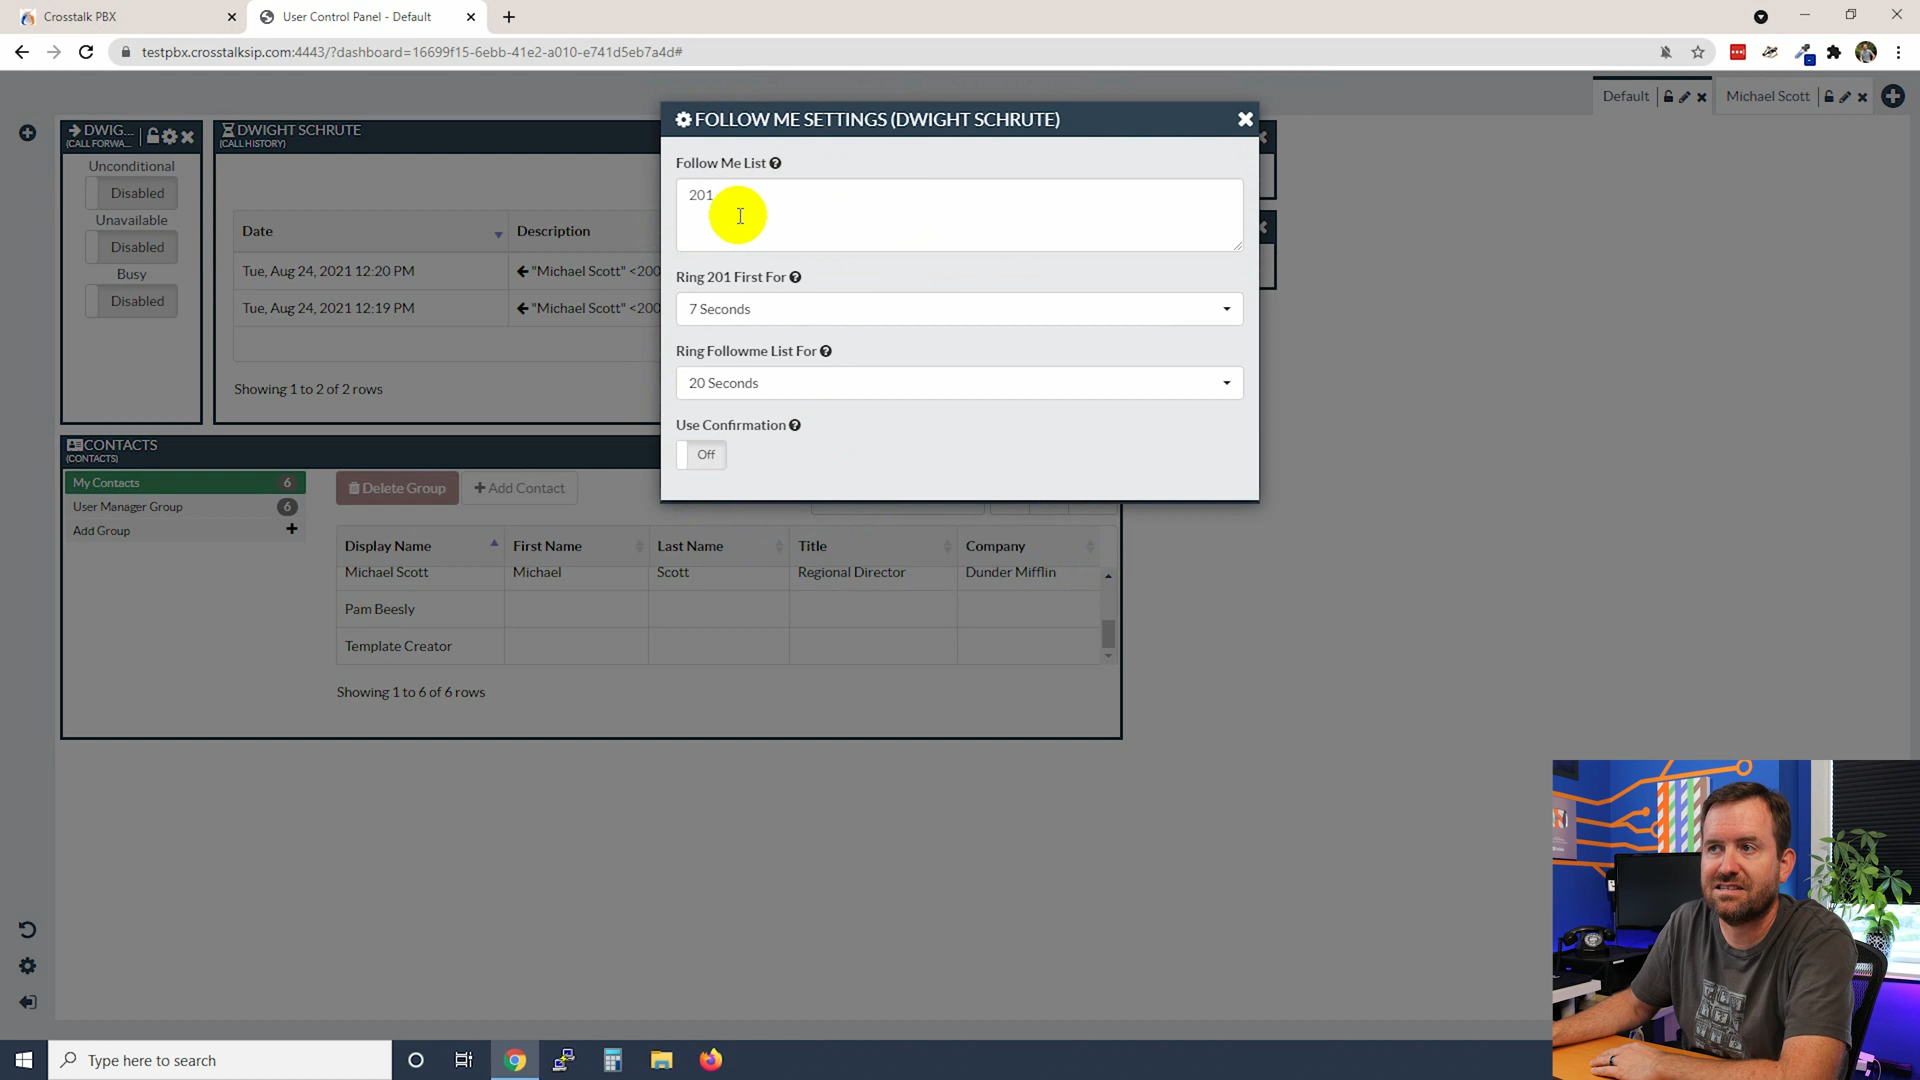 Crosstalk PBX
User Control Panel - Default
testpbx.crosstalksip.com:4443/?dashboard=16699f15-6ebb-41e2-a010-e741d5eb7a4d#
Default
Michael Scott
DWIG...
(CALL FORWA...
Unconditional
Disabled
Unavailable
Disabled
Busy
Disabled
DWIGHT SCHRUTE
(CALL HISTORY)
Date
Description
Tue, Aug 24, 2021 12:20 PM
"Michael Scott" <200
Tue, Aug 24, 2021 12:19 PM
"Michael Scott" <200
Showing 1 to 2 of 2 rows
FOLLOW ME SETTINGS (DWIGHT SCHRUTE)
Follow Me List
201
Ring 201 First For
7 Seconds
Ring Followme List For
20 Seconds
Use Confirmation
Off
CONTACTS
(CONTACTS)
My Contacts 6
User Manager Group 6
Add Group
Delete Group
Add Contact
Display Name First Name Last Name Title Company
Michael Scott Michael Scott Regional Director Dunder Mifflin
Pam Beesly
Template Creator
Showing 1 to 6 of 6 rows
Type here to search